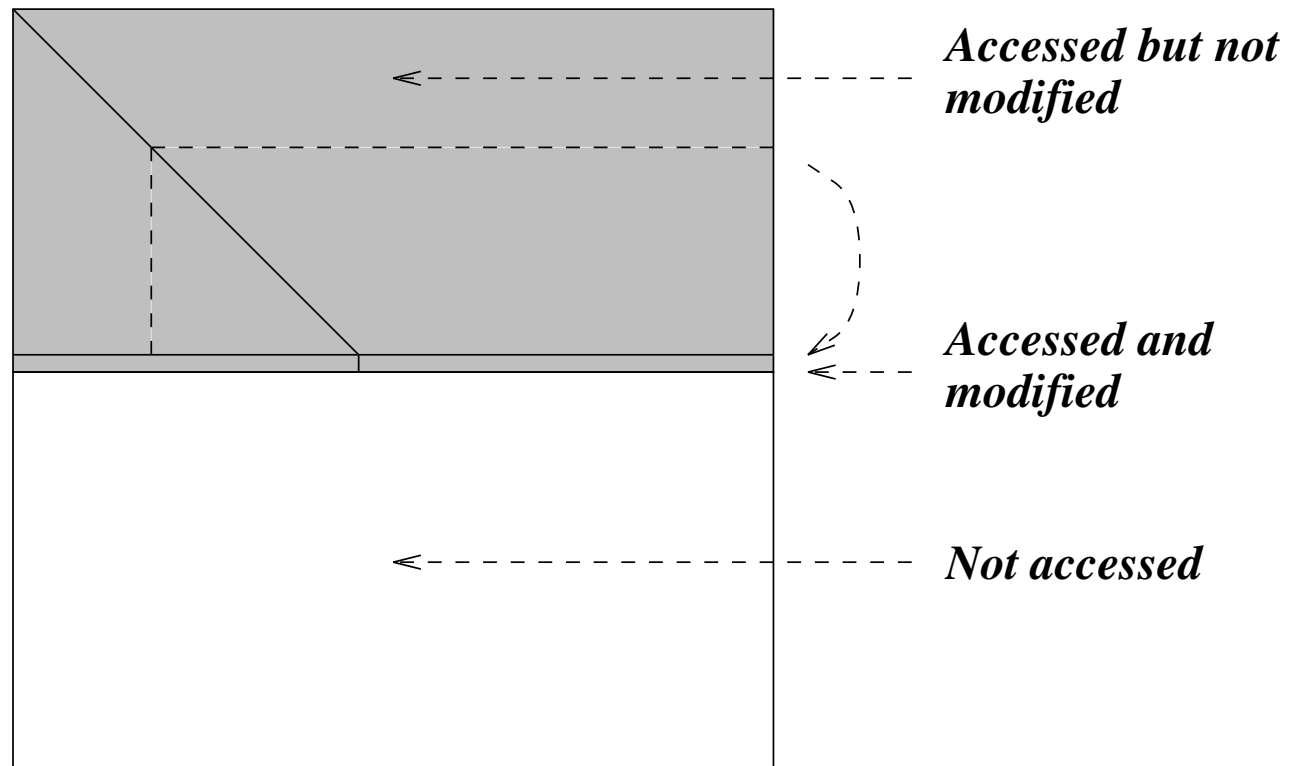 Accessed but not
modified
Accessed and
modified
Not accessed